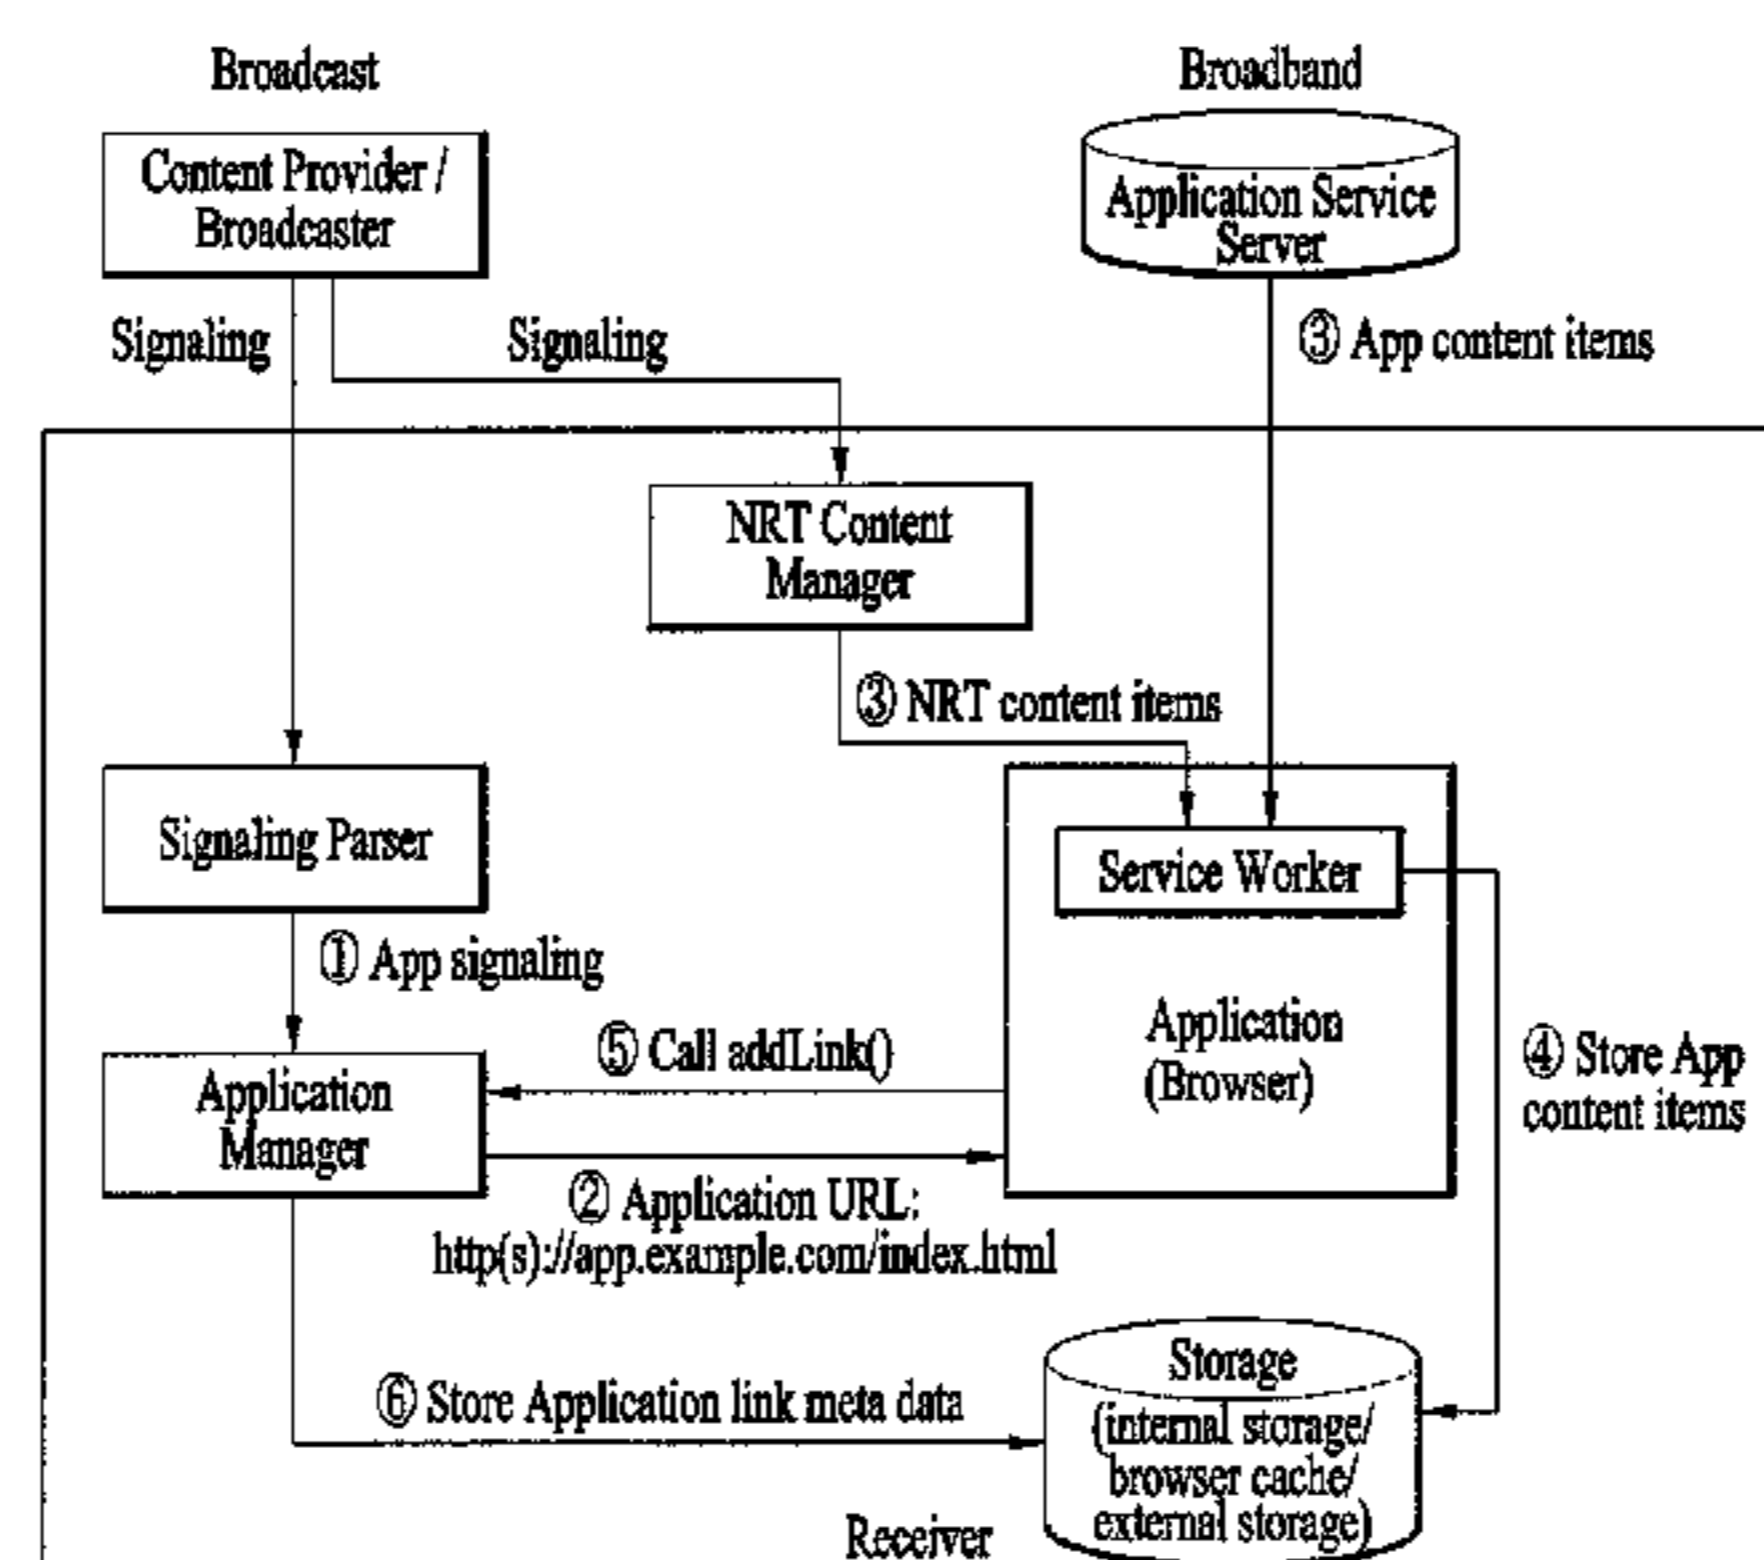 Broadcast
Broadband
Content Provider /
Broadcaster
Application Service
Server
Signaling
Signaling
③ App content items
NRT Content
Manager
③ NRT content items
Signaling Parser
Service Worker
① App signaling
Application
(Browser)
④ Store App
content items
⑤ Call addLink()
Application
Manager
② Application URL:
http(s)://app.example.com/index.html
Storage
(internal storage/
browser cache/
external storage)
⑥ Store Application link meta data
Receiver